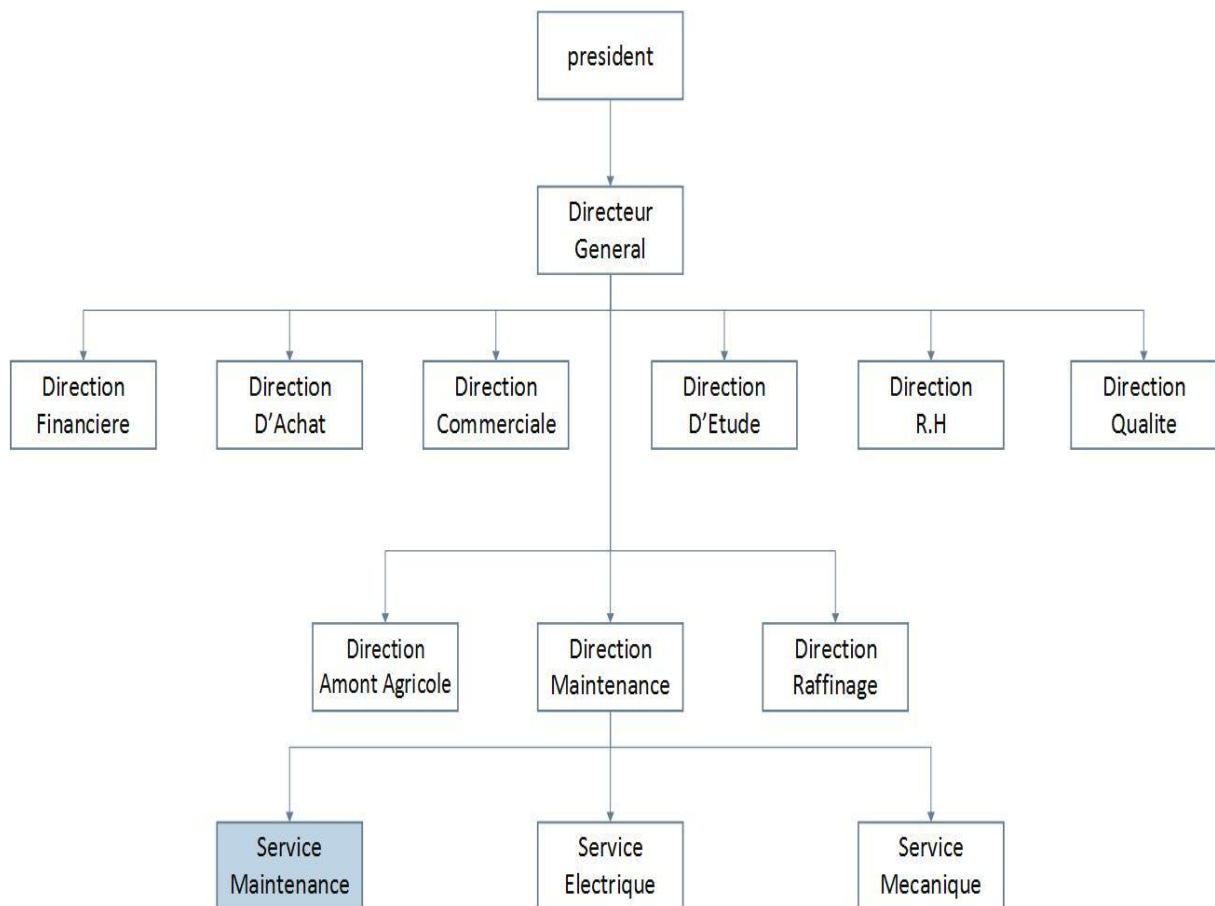 president
Directeur
General
Direction
Financiere
Direction
D'Achat
Direction
Commerciale
Direction
D'Etude
Direction
R.H
Direction
Qualite
Direction
Amont Agricole
Direction
Maintenance
Direction
Raffinage
Service
Maintenance
Service
Electrique
Service
Mecanique